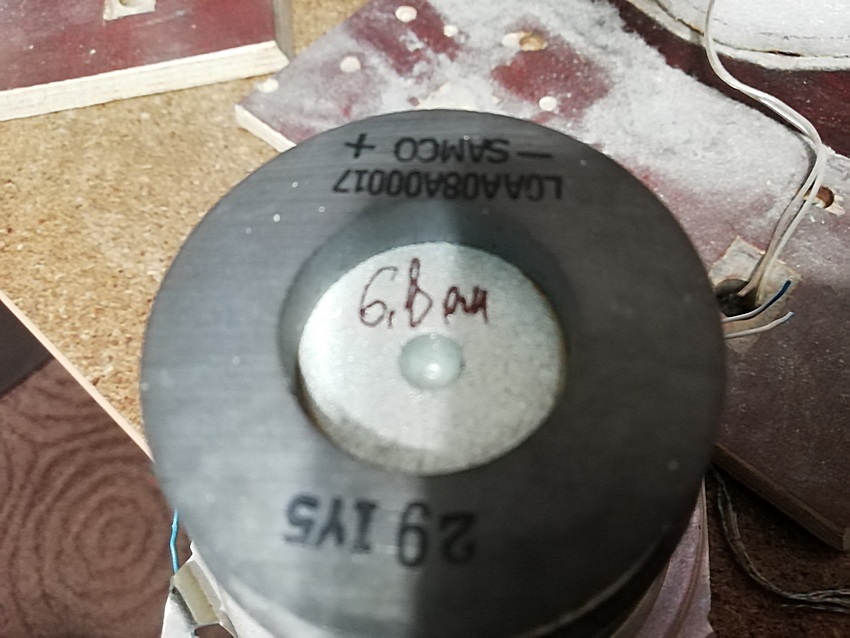 — SAMCO +
LGAA08A00017
6,8 ом
29 IY5